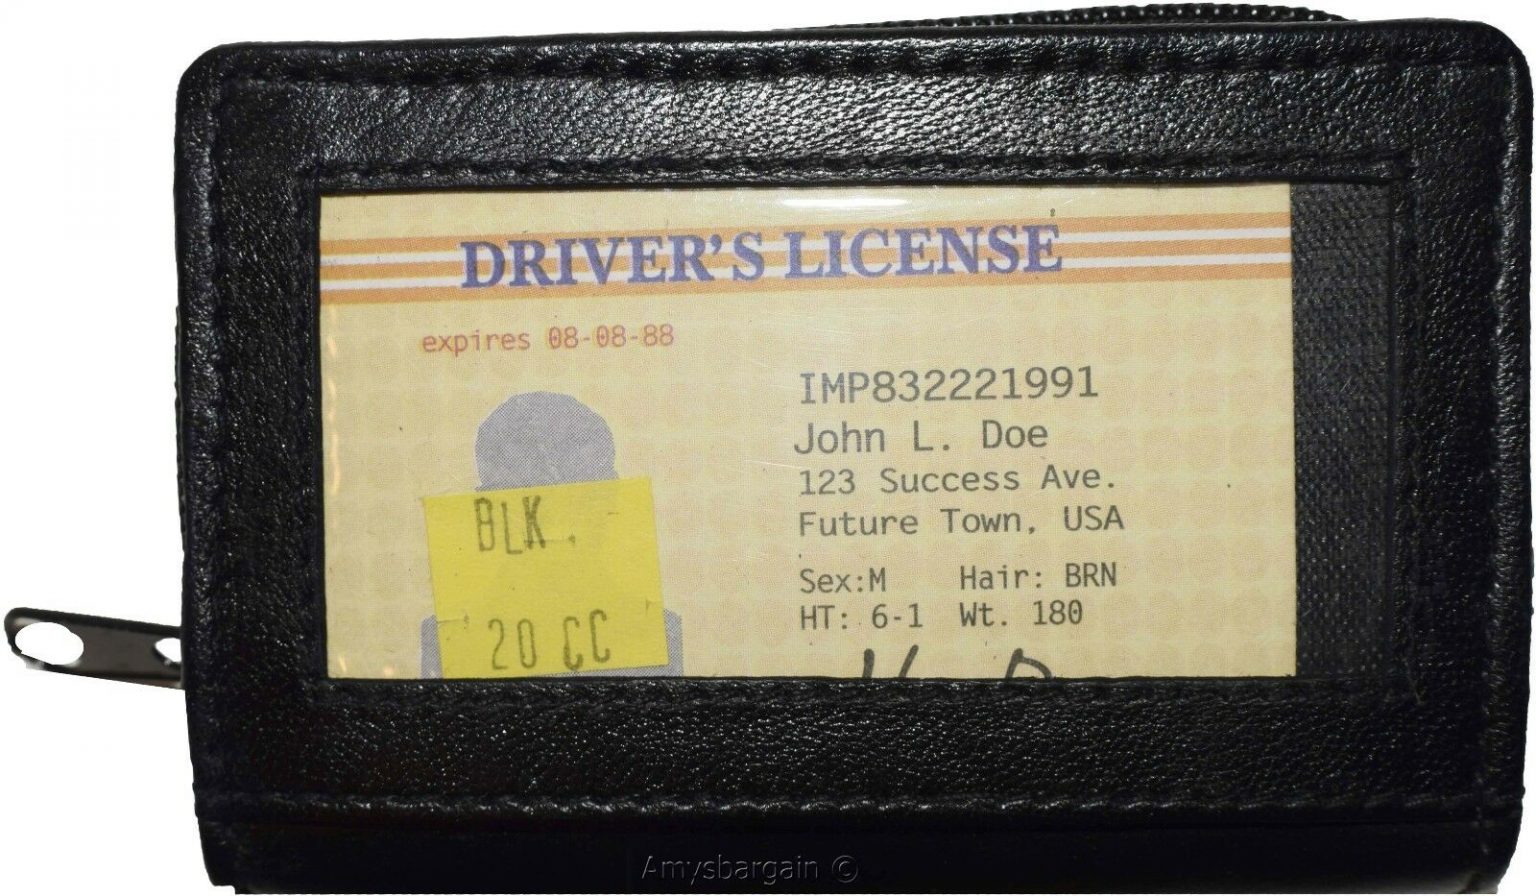 DRIVER'S LICENSE
expires 08-08-88
IMP832221991
John L. Doe
123 Success Ave.
Future Town, USA
Sex:M Hair: BRN
HT: 6-1 Wt. 180
BLK
20 CC
Amysbargain ©